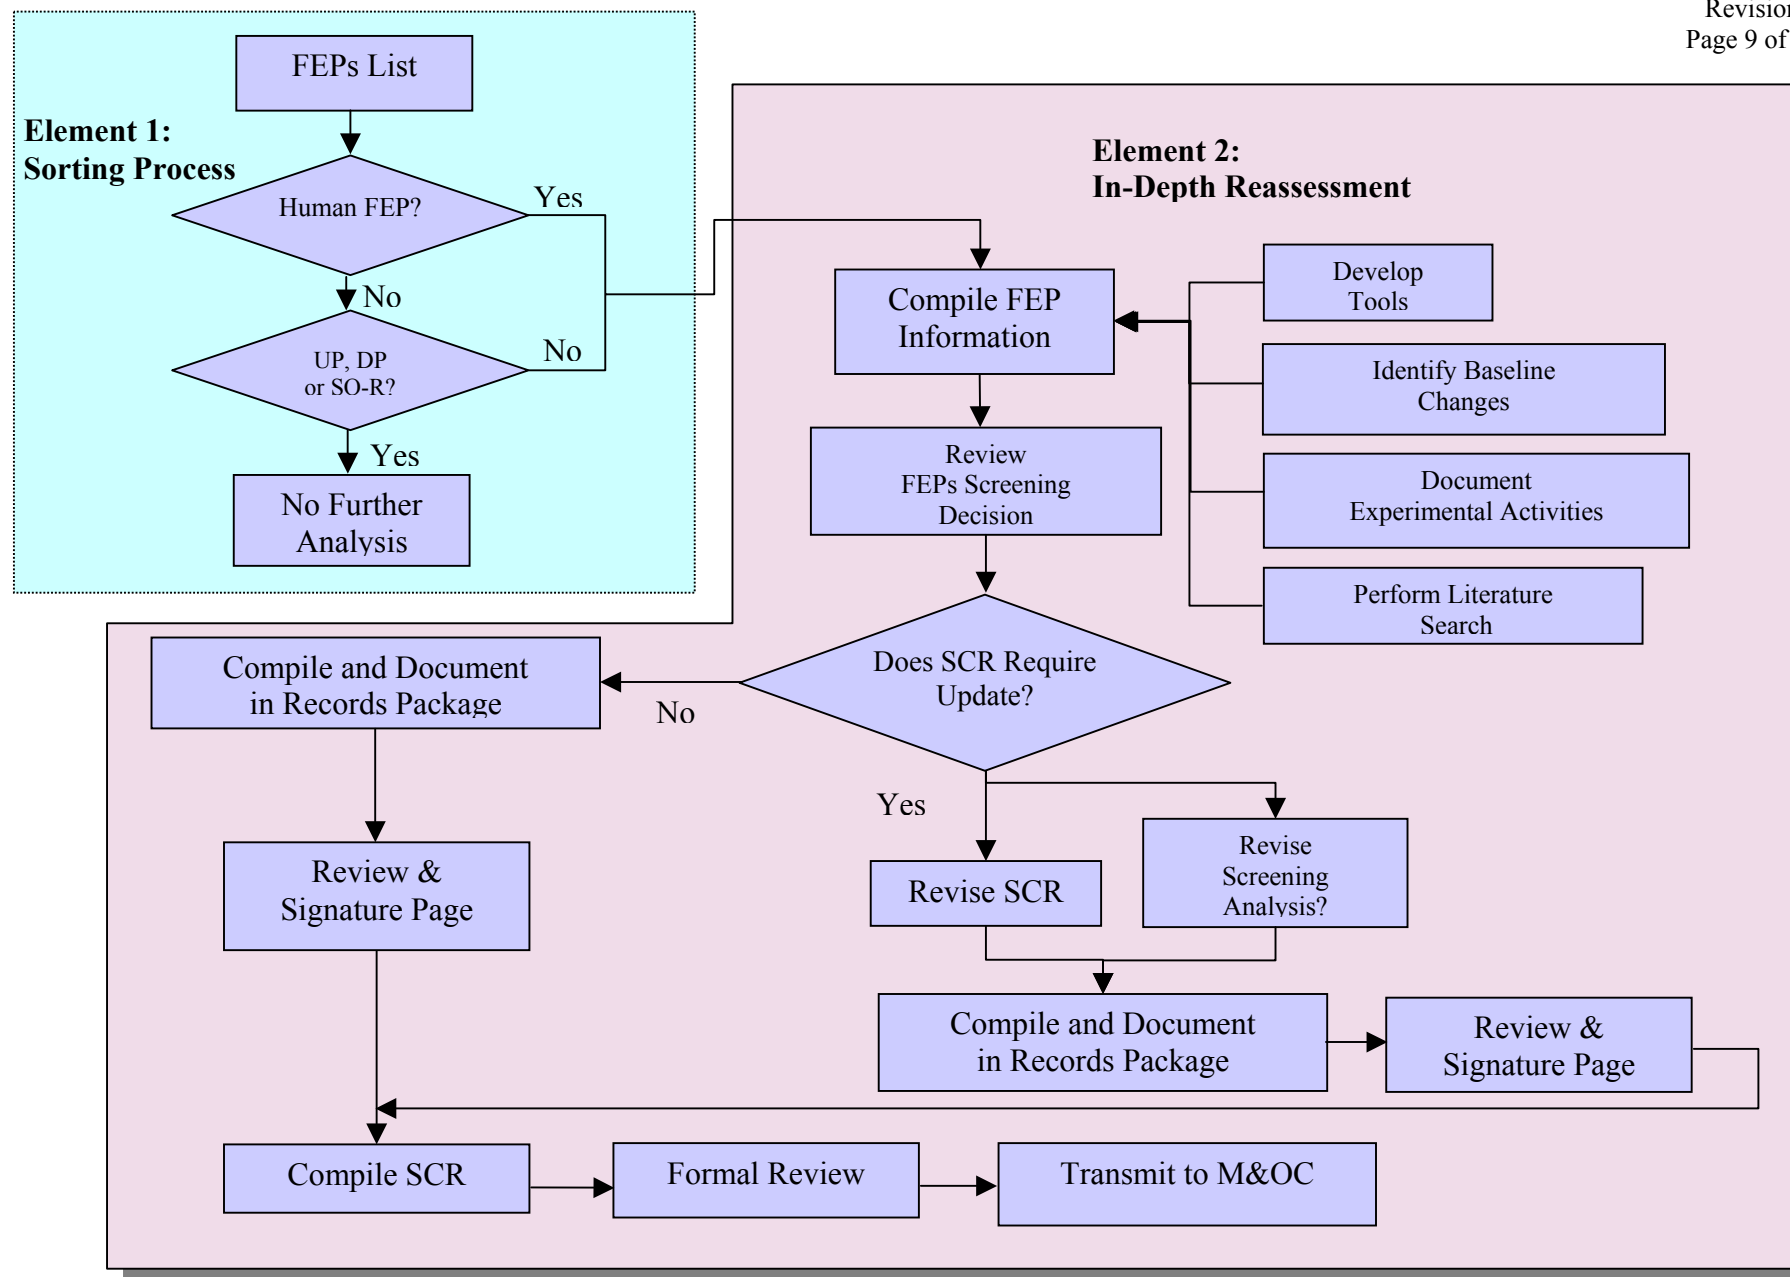 Revision
Page 9 of
FEPs List
Element 1:
Sorting Process
Human FEP?
Yes
No
UP, DP
or SO-R?
No
Yes
No Further
Analysis
Element 2:
In-Depth Reassessment
Compile FEP
Information
Develop
Tools
Identify Baseline
Changes
Document
Experimental Activities
Perform Literature
Search
Review
FEPs Screening
Decision
Does SCR Require
Update?
No
Yes
Compile and Document
in Records Package
Review &
Signature Page
Revise SCR
Revise
Screening
Analysis?
Compile and Document
in Records Package
Review &
Signature Page
Compile SCR
Formal Review
Transmit to M&OC